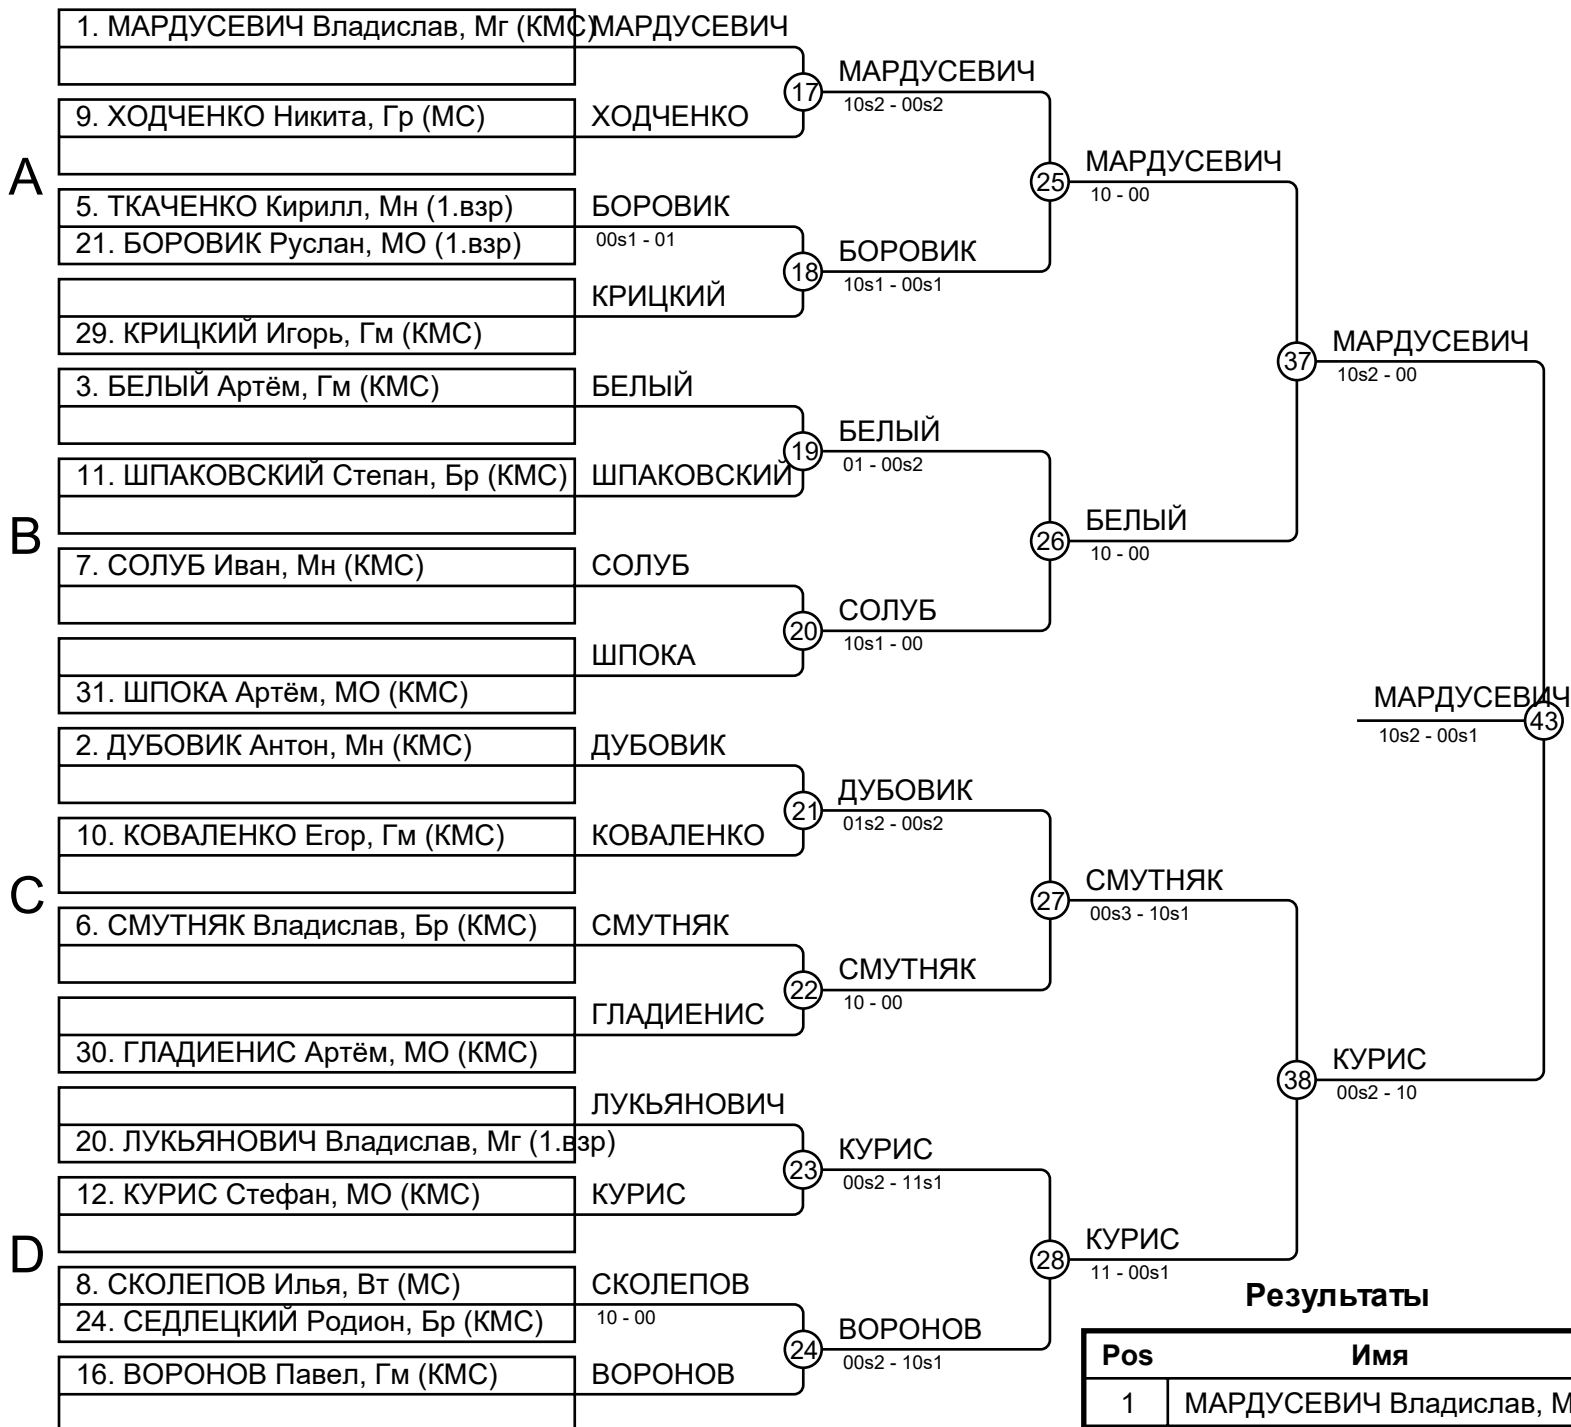 1. МАРДУСЕВИЧ Владислав, Мг (КМС)
МАРДУСЕВИЧ
17
МАРДУСЕВИЧ
10s2 - 00s2
9. ХОДЧЕНКО Никита, Гр (МС)
ХОДЧЕНКО
A
25
МАРДУСЕВИЧ
10 - 00
5. ТКАЧЕНКО Кирилл, Мн (1.взр)
БОРОВИК
21. БОРОВИК Руслан, МО (1.взр)
00s1 - 01
18
БОРОВИК
10s1 - 00s1
КРИЦКИЙ
29. КРИЦКИЙ Игорь, Гм (КМС)
37
МАРДУСЕВИЧ
10s2 - 00
3. БЕЛЫЙ Артём, Гм (КМС)
БЕЛЫЙ
19
БЕЛЫЙ
01 - 00s2
11. ШПАКОВСКИЙ Степан, Бр (КМС)
ШПАКОВСКИЙ
B
26
БЕЛЫЙ
10 - 00
7. СОЛУБ Иван, Мн (КМС)
СОЛУБ
20
СОЛУБ
10s1 - 00
ШПОКА
31. ШПОКА Артём, МО (КМС)
МАРДУСЕВИЧ
43
10s2 - 00s1
2. ДУБОВИК Антон, Мн (КМС)
ДУБОВИК
21
ДУБОВИК
01s2 - 00s2
10. КОВАЛЕНКО Егор, Гм (КМС)
КОВАЛЕНКО
C
27
СМУТНЯК
00s3 - 10s1
6. СМУТНЯК Владислав, Бр (КМС)
СМУТНЯК
22
СМУТНЯК
10 - 00
ГЛАДИЕНИС
30. ГЛАДИЕНИС Артём, МО (КМС)
38
КУРИС
00s2 - 10
ЛУКЬЯНОВИЧ
20. ЛУКЬЯНОВИЧ Владислав, Мг (1.взр)
23
КУРИС
00s2 - 11s1
12. КУРИС Стефан, МО (КМС)
КУРИС
D
28
КУРИС
11 - 00s1
8. СКОЛЕПОВ Илья, Вт (МС)
СКОЛЕПОВ
24. СЕДЛЕЦКИЙ Родион, Бр (КМС)
10 - 00
24
ВОРОНОВ
00s2 - 10s1
16. ВОРОНОВ Павел, Гм (КМС)
ВОРОНОВ
Результаты
Pos Имя
1 МАРДУСЕВИЧ Владислав, М